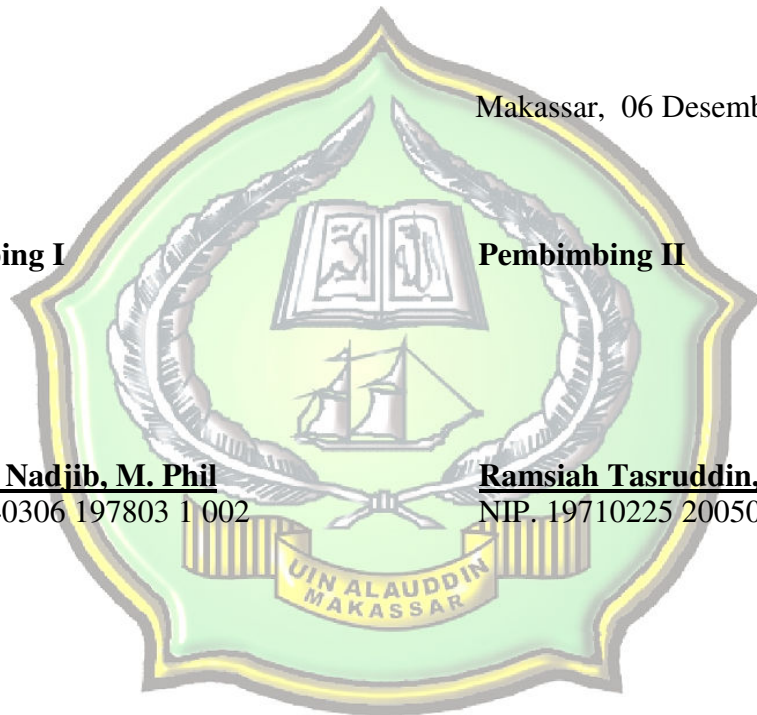 Makassar, 06 Desemb
bing I Pembimbing II
Nadjib, M. Phil Ramsiah Tasruddin,
0306 197803 1 002 NIP. 19710225 20050
UIN ALAUDDIN
MAKASSAR